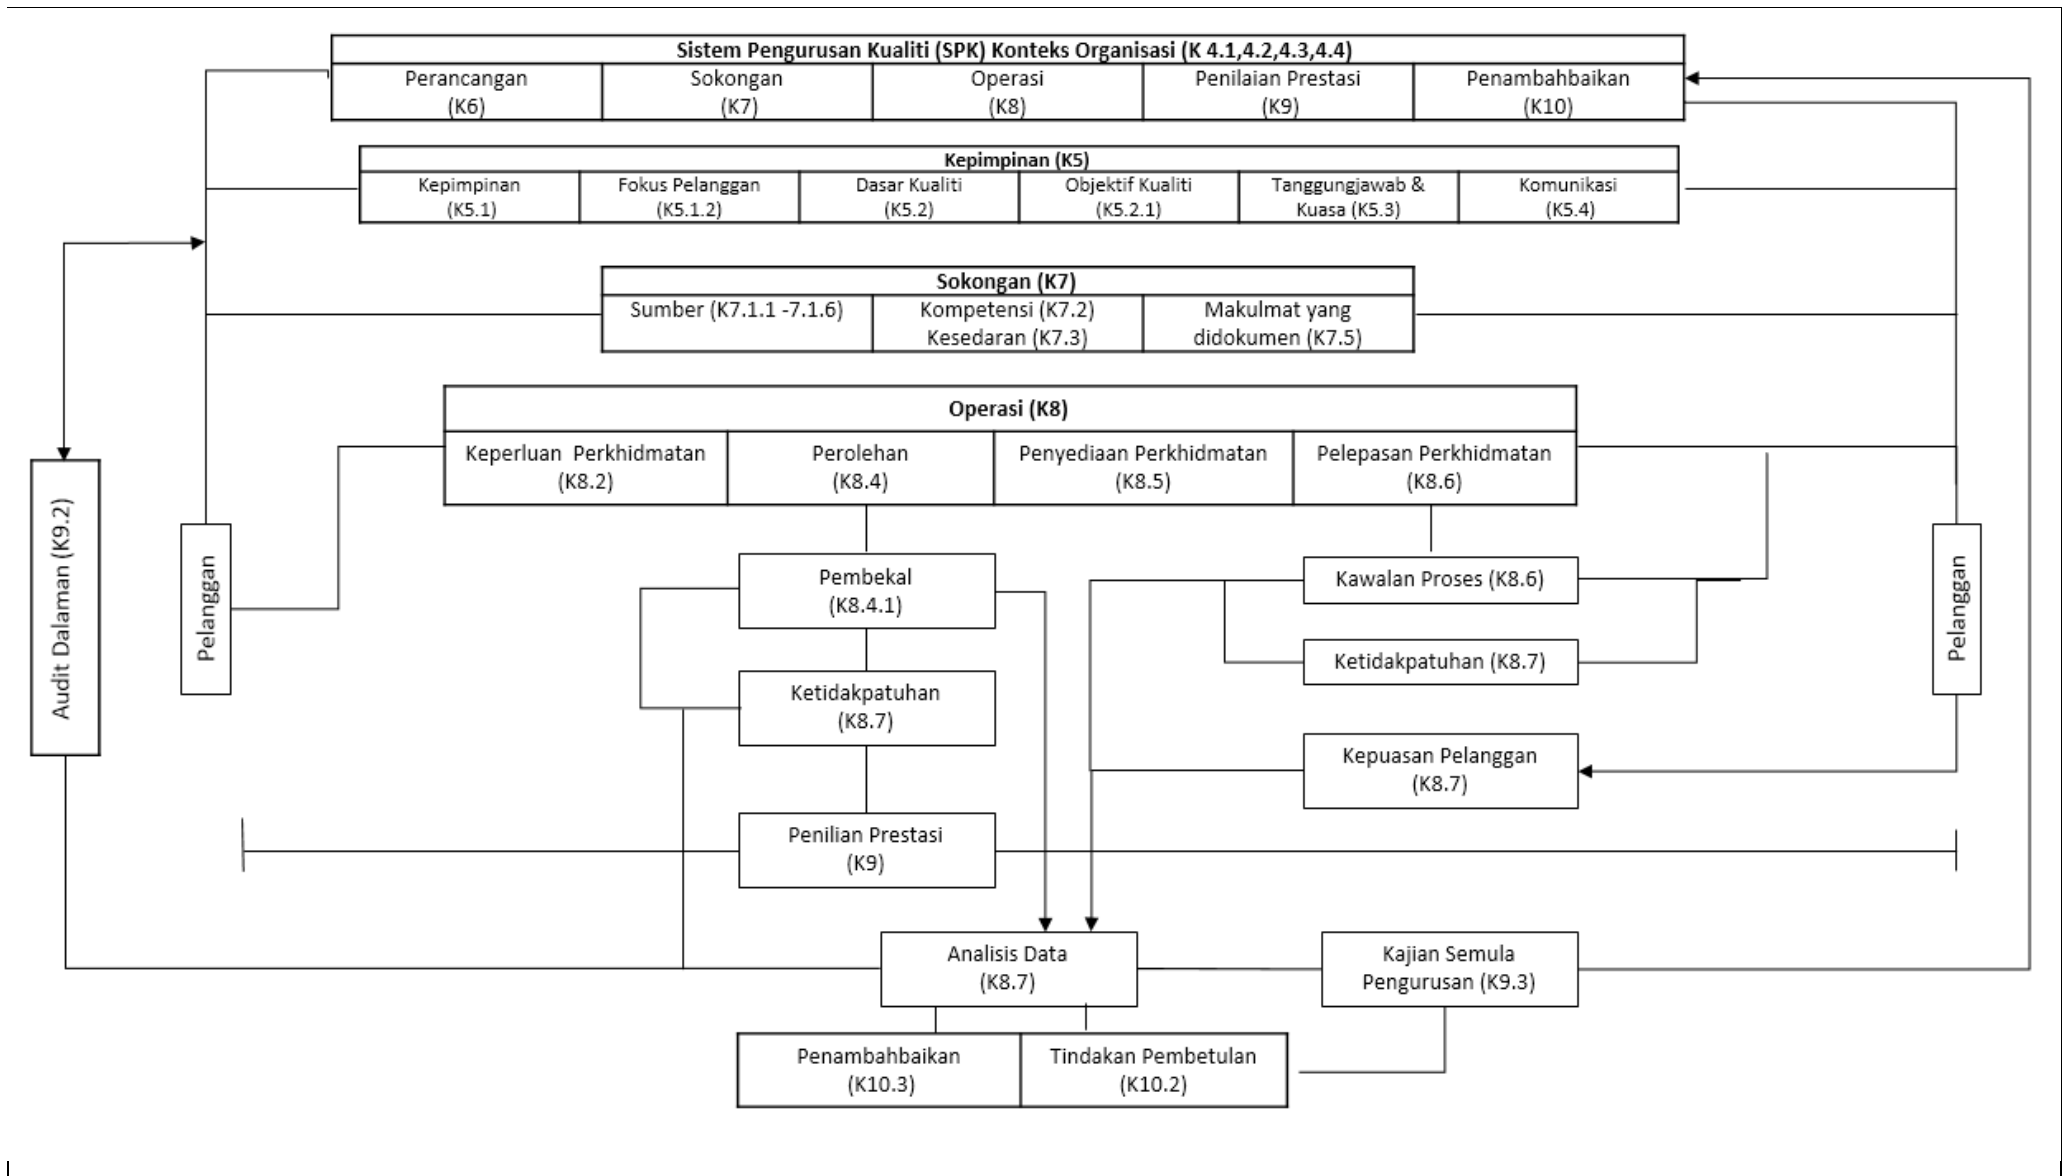 Sistem Pengurusan Kualiti (SPK) Konteks Organisasi (K 4.1,4.2,4.3,4.4)
Perancangan
(K6)
Sokongan
(K7)
Operasi
(K8)
Penilaian Prestasi
(K9)
Penambahbaikan
(K10)
Kepimpinan (K5)
Kepimpinan
(K5.1)
Fokus Pelanggan
(K5.1.2)
Dasar Kualiti
(K5.2)
Objektif Kualiti
(K5.2.1)
Tanggungjawab &
Kuasa (K5.3)
Komunikasi
(K5.4)
Sokongan (K7)
Sumber (K7.1.1 -7.1.6)
Kompetensi (K7.2)
Kesedaran (K7.3)
Makulmat yang
didokumen (K7.5)
Operasi (K8)
Keperluan  Perkhidmatan
(K8.2)
Perolehan
(K8.4)
Penyediaan Perkhidmatan
(K8.5)
Pelepasan Perkhidmatan
(K8.6)
Audit Dalaman (K9.2)
Pelanggan
Pembekal
(K8.4.1)
Kawalan Proses (K8.6)
Pelanggan
Ketidakpatuhan (K8.7)
Ketidakpatuhan
(K8.7)
Kepuasan Pelanggan
(K8.7)
Penilian Prestasi
(K9)
Analisis Data
(K8.7)
Kajian Semula
Pengurusan (K9.3)
Penambahbaikan
(K10.3)
Tindakan Pembetulan
(K10.2)